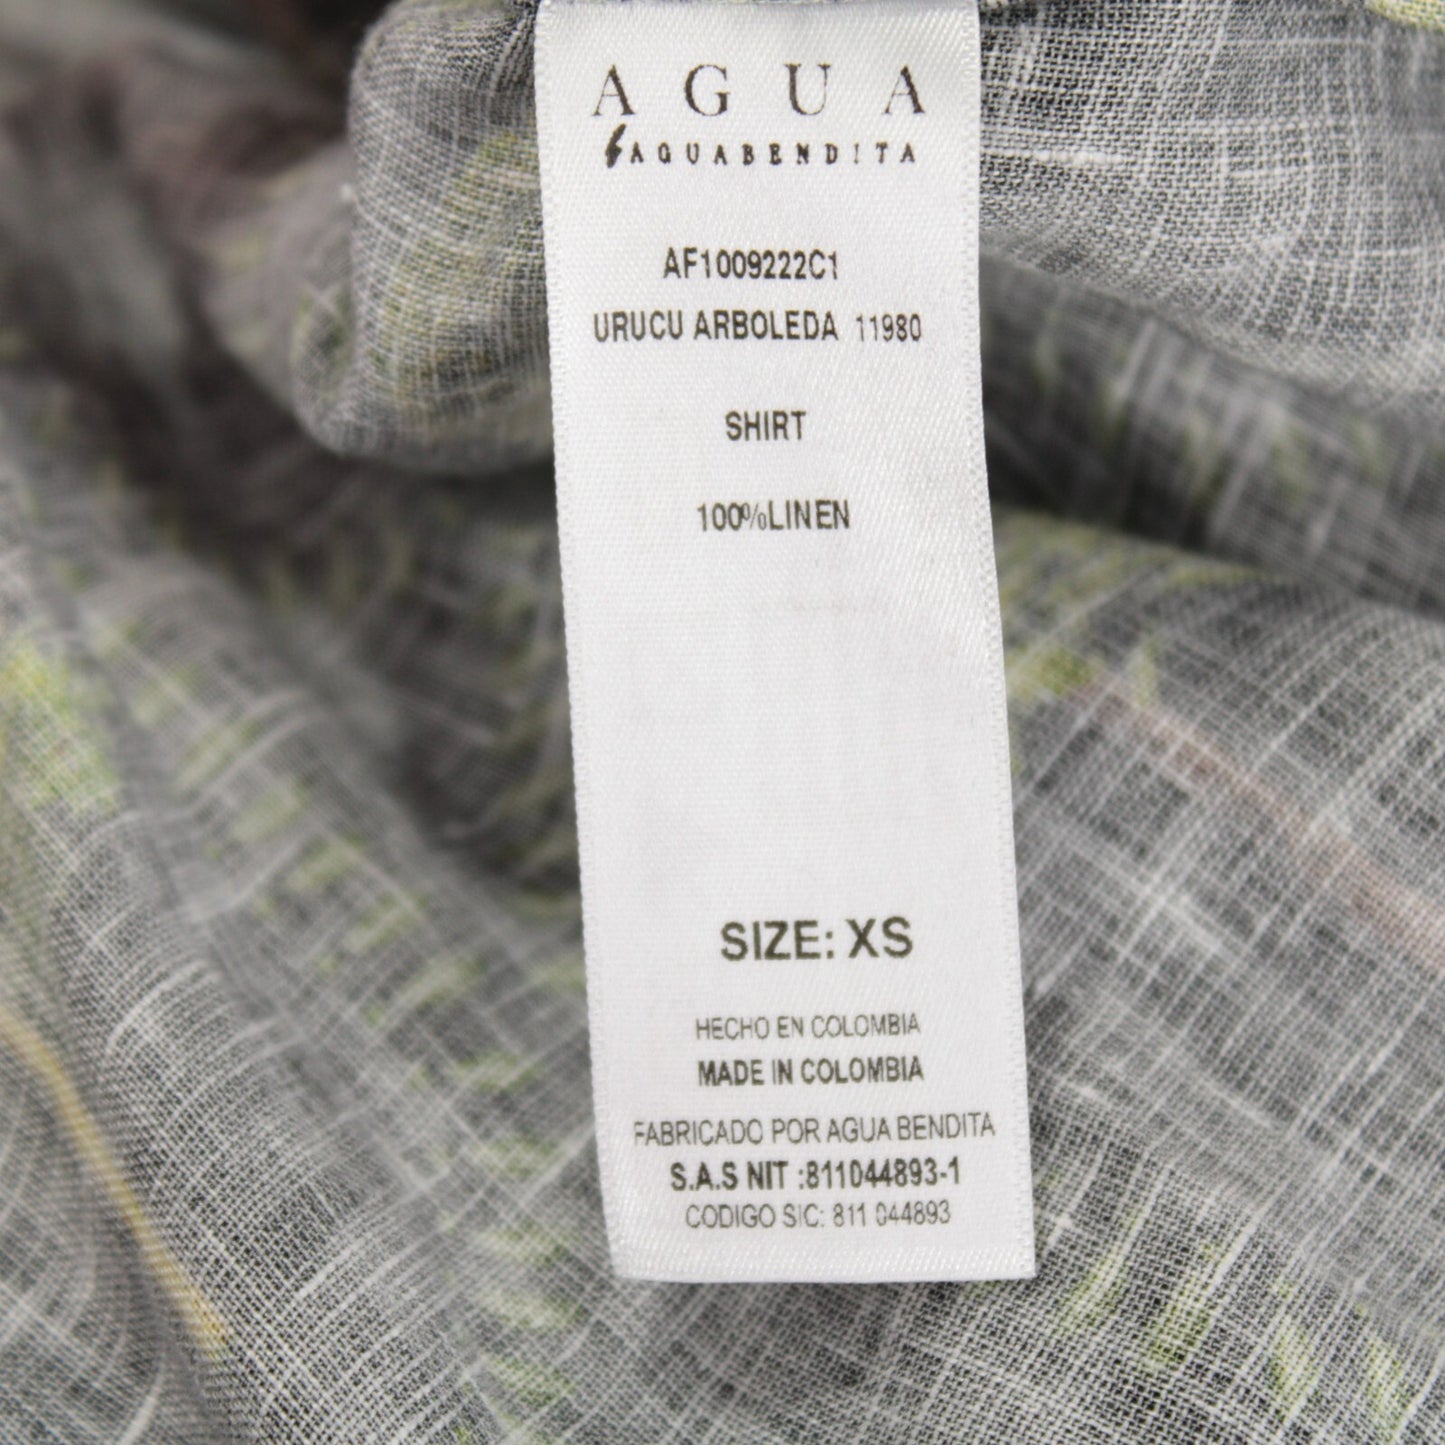 AGUA
AGUABENDITA
AF1009222C1
URUCU ARBOLEDA 11980
SHIRT
100%LINEN
SIZE: XS
HECHO EN COLOMBIA
MADE IN COLOMBIA
FABRICADO POR AGUA BENDITA
S.A.S NIT :811044893-1
CODIGO SIC: 811 044893